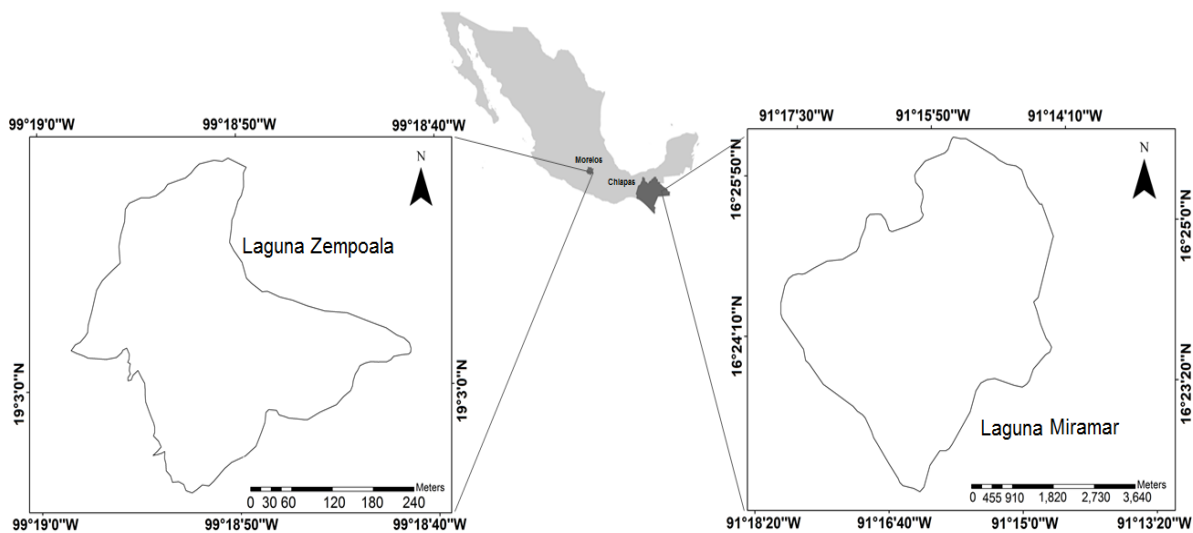 99°19'0"W 99°18'50"W 99°18'40"W
N
Laguna Zempoala
19°3'0"N
19°3'0"N
Meters
0 30 60 120 180 240
99°19'0"W 99°18'50"W 99°18'40"W
Morelos
Chiapas
91°17'30"W 91°15'50"W 91°14'10"W
N
16°25'50"N
16°25'0"N
16°24'10"N
16°23'20"N
Laguna Miramar
Meters
0 455 910 1,820 2,730 3,640
91°18'20"W 91°16'40"W 91°15'0"W 91°13'20"W